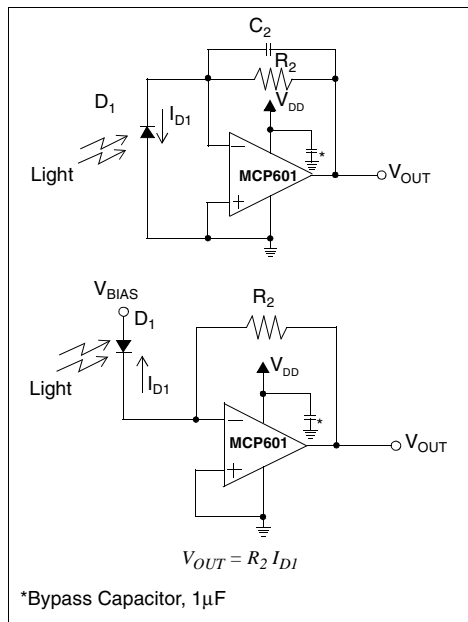 C2
R2
D1
ID1
VDD
*
Light
MCP601
VOUT
VBIAS
D1
R2
Light
ID1
VDD
*
MCP601
VOUT
VOUT = R2 ID1
*Bypass Capacitor, 1µF